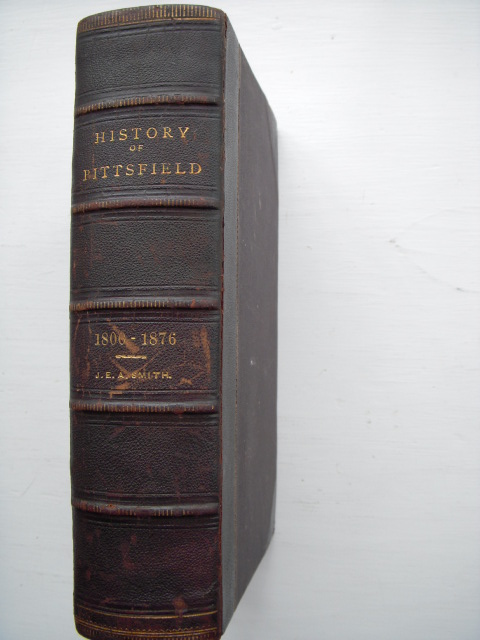 HISTORY
OF
PITTSFIELD
1800-1876
J.E.A. SMITH.